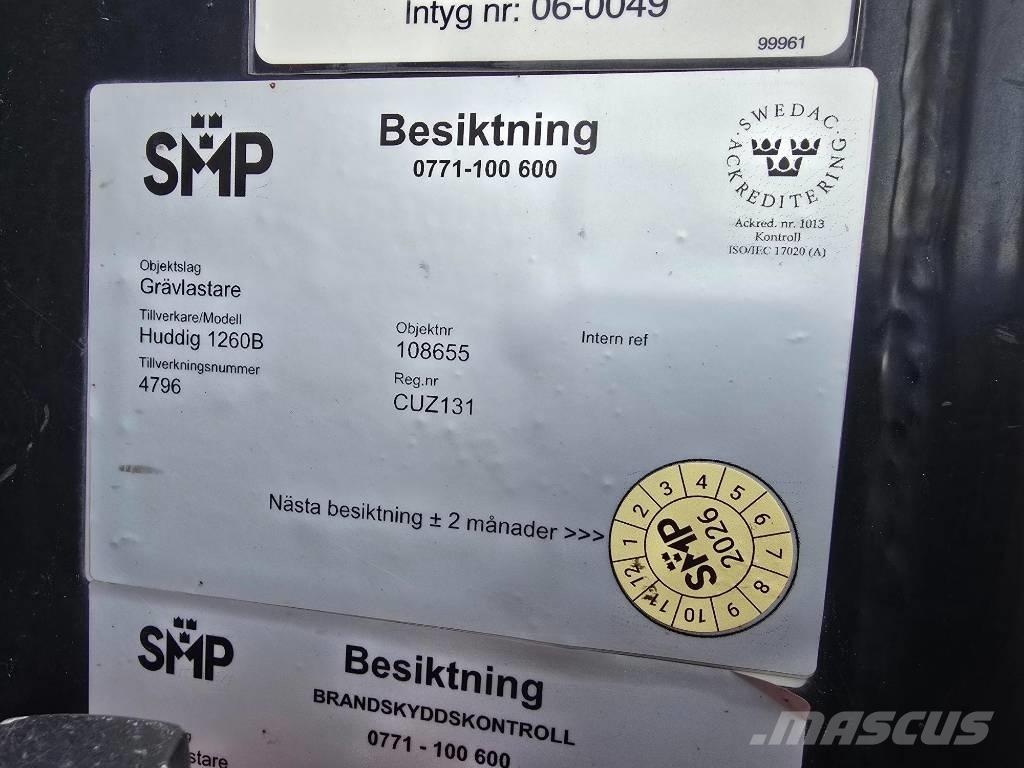 Intyg nr: 06-0049
99961
SMP
Besiktning
0771-100 600
SWEDAC
ACKREDITERING
Ackred. nr. 1013
Kontroll
ISO/IEC 17020 (A)
Objektslag
Grävlastare
Tillverkare/Modell
Huddig 1260B
Tillverkningsnummer
4796
Objektnr
108655
Reg.nr
CUZ131
Intern ref
Nästa besiktning ± 2 månader >>>
1 2 3 4 5 6 7 8 9 10 11 12
SMP
2026
SMP
Besiktning
BRANDSKYDDSKONTROLL
0771 - 100 600
MASCUS